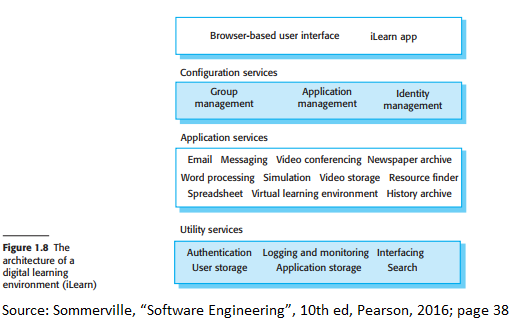 Browser-based user interface iLearn app
Configuration services
Group management
Application management
Identity management
Application services
Email Messaging Video conferencing Newspaper archive
Word processing Simulation Video storage Resource finder
Spreadsheet Virtual learning environment History archive
Utility services
Authentication Logging and monitoring Interfacing
User storage Application storage Search
Figure 1.8 The
architecture of a
digital learning
environment (iLearn)
Source: Sommerville, “Software Engineering”, 10th ed, Pearson, 2016; page 38